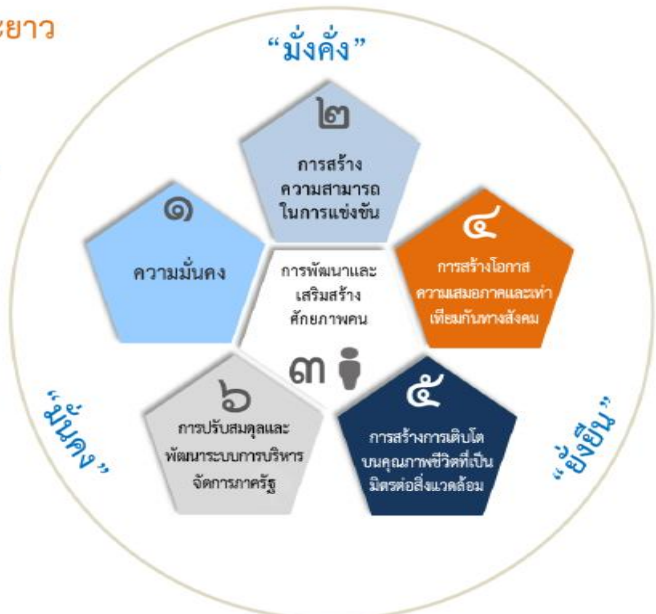 ะยาว
“มั่งคั่ง”
๒
การสร้าง
ความสามารถ
ในการแข่งขัน
๑
ความมั่นคง
การพัฒนาและ
เสริมสร้าง
ศักยภาพคน
๓
๔
การสร้างโอกาส
ความเสมอภาคและเท่า
เทียมกันทางสังคม
๖
การปรับสมดุลและ
พัฒนาระบบการบริหาร
จัดการภาครัฐ
๕
การสร้างการเติบโต
บนคุณภาพชีวิตที่เป็น
มิตรต่อสิ่งแวดล้อม
“มั่นคง”
“ยั่งยืน”